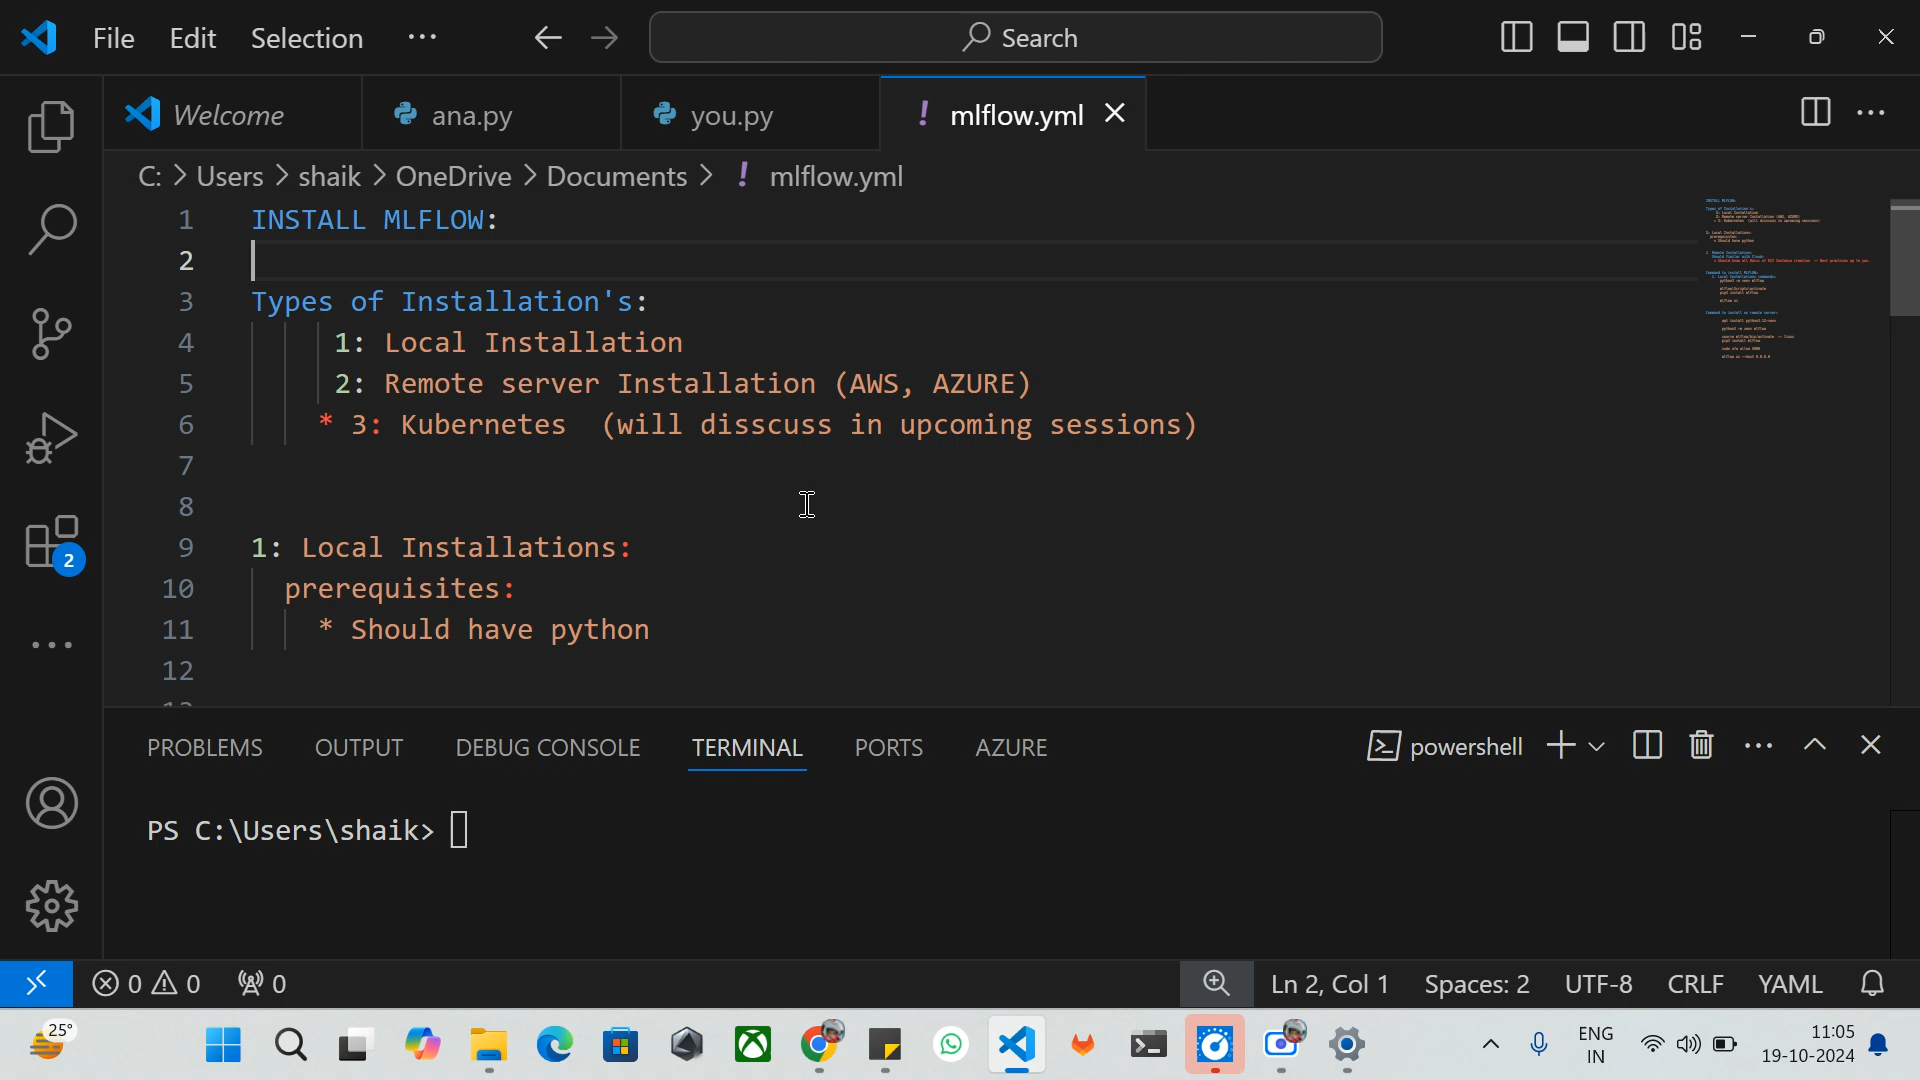 File Edit Selection ··· Search
Welcome ana.py you.py ! mlflow.yml
C: > Users > shaik > OneDrive > Documents > ! mlflow.yml
1 INSTALL MLFLOW:
2
3 Types of Installation's:
4 1: Local Installation
5 2: Remote server Installation (AWS, AZURE)
6 * 3: Kubernetes (will disscuss in upcoming sessions)
7
8
9 1: Local Installations:
10 prerequisites:
11 * Should have python
12
2
PROBLEMS OUTPUT DEBUG CONSOLE TERMINAL PORTS AZURE powershell
PS C:\Users\shaik>
0 0 0 Ln 2, Col 1 Spaces: 2 UTF-8 CRLF YAML
25° ENG 11:05
IN 19-10-2024